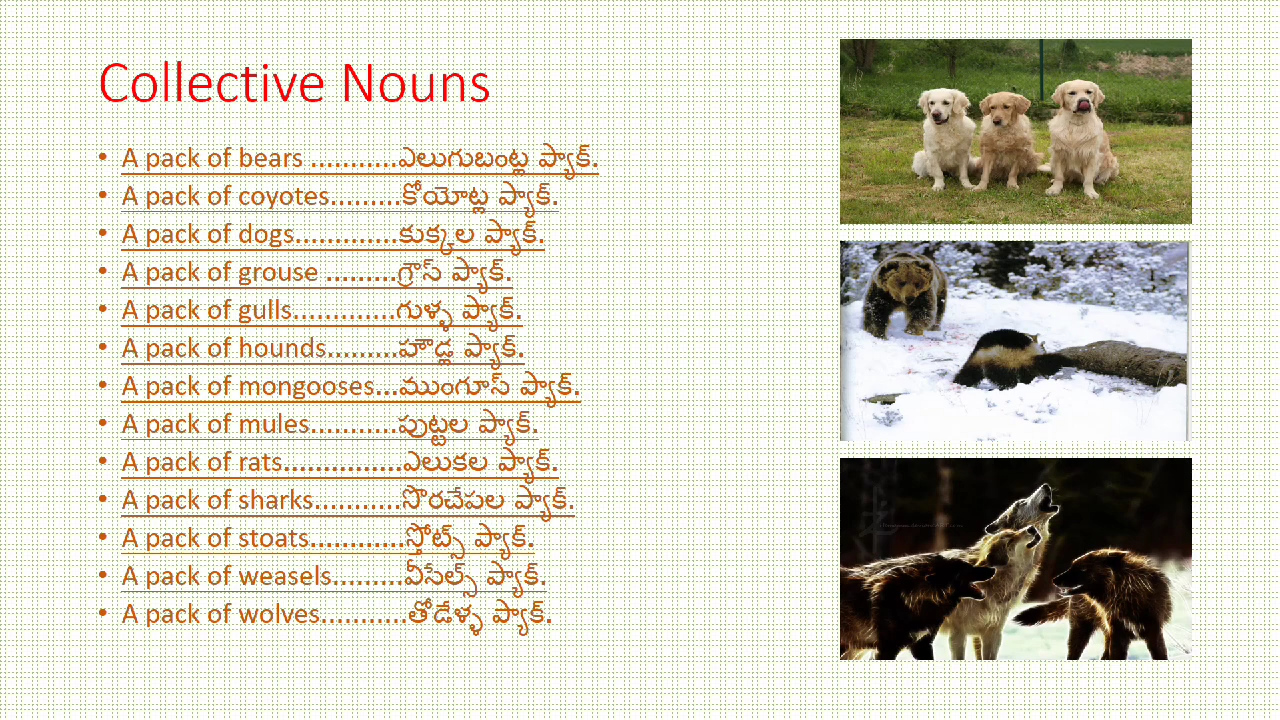 Collective Nouns
• A pack of bears ...........ఎలుగుబంట్ల ప్యాక్.
• A pack of coyotes.........కోయోట్ల ప్యాక్.
• A pack of dogs.............కుక్కల ప్యాక్.
• A pack of grouse .........గ్రౌస్ ప్యాక్.
• A pack of gulls.............గుళ్ళ ప్యాక్.
• A pack of hounds.........హౌడ్ల ప్యాక్.
• A pack of mongooses...ముంగూస్ ప్యాక్.
• A pack of mules...........పుట్టల ప్యాక్.
• A pack of rats...............ఎలుకల ప్యాక్.
• A pack of sharks...........సొరచేపల ప్యాక్.
• A pack of stoats............స్తోట్స్ ప్యాక్.
• A pack of weasels.........వీసేల్స్ ప్యాక్.
• A pack of wolves...........తోడేళ్ళ ప్యాక్.